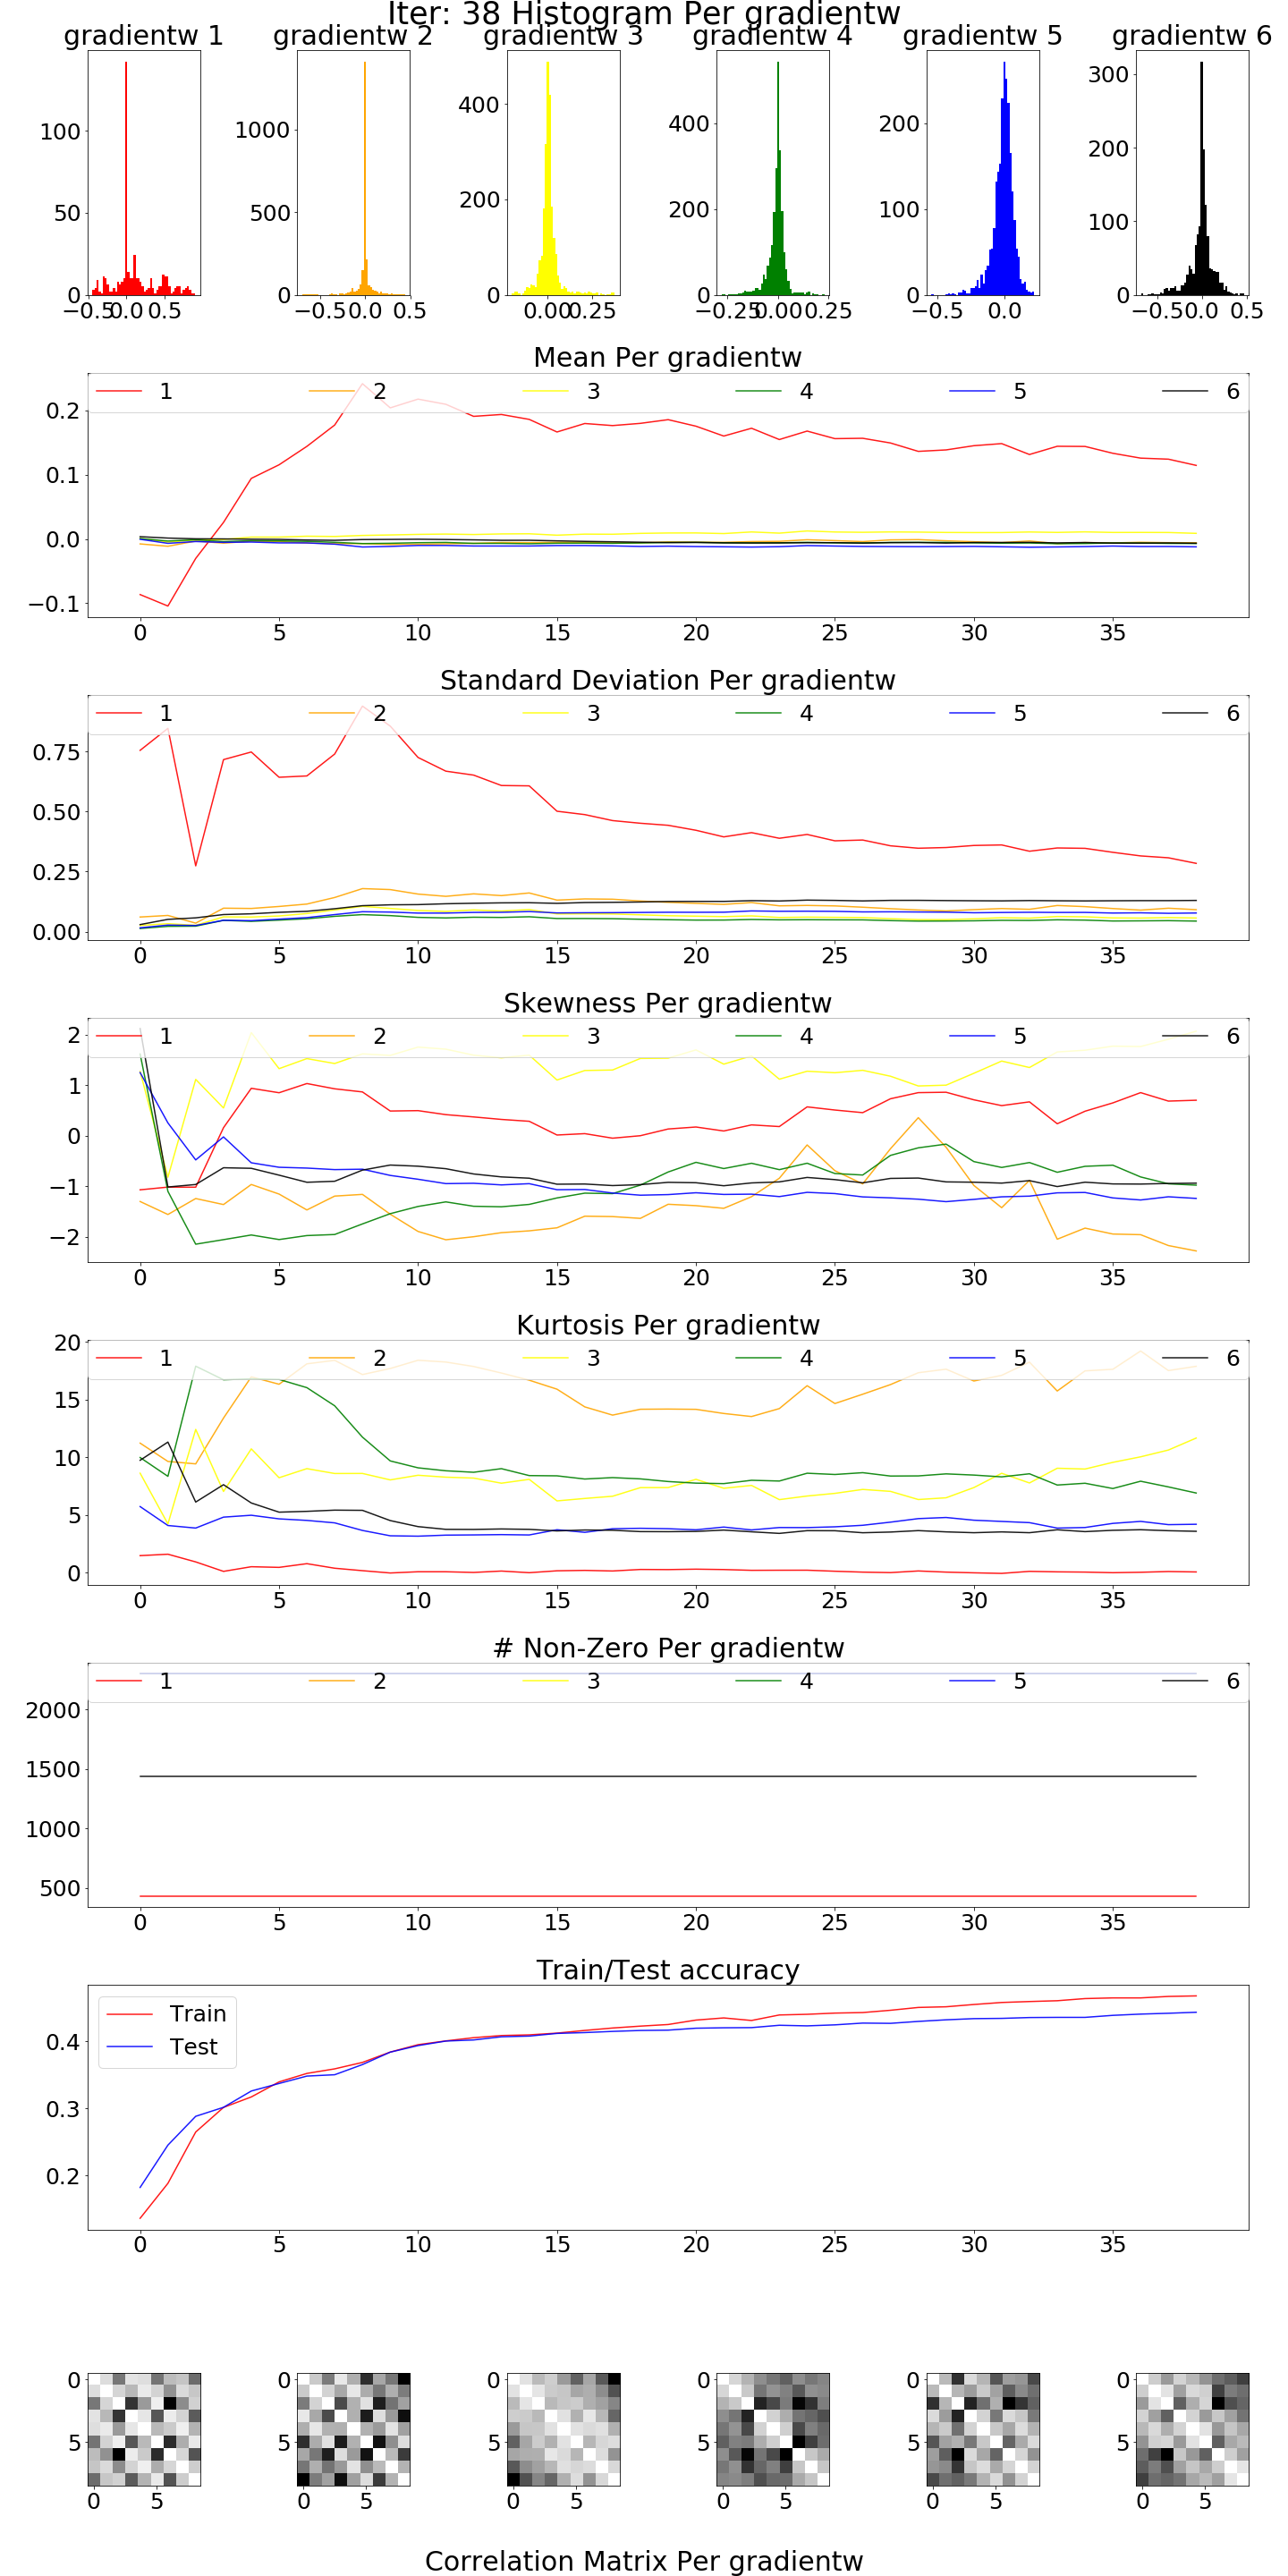 Iter: 38 Histogram Per gradientw
gradientw 1 gradientw 2 gradientw 3 gradientw 4 gradientw 5 gradientw 6
100
50
0
−0.5 0.0 0.5
1000
500
0
−0.5 0.0 0.5
400
200
0
0.00 0.25
400
200
0
−0.25 0.00 0.25
200
100
0
−0.5 0.0
300
200
100
0
−0.5 0.0 0.5
Mean Per gradientw
1 2 3 4 5 6
0.2
0.1
0.0
−0.1
0 5 10 15 20 25 30 35
Standard Deviation Per gradientw
1 2 3 4 5 6
0.75
0.50
0.25
0.00
0 5 10 15 20 25 30 35
Skewness Per gradientw
1 2 3 4 5 6
2
1
0
−1
−2
0 5 10 15 20 25 30 35
Kurtosis Per gradientw
1 2 3 4 5 6
20
15
10
5
0
0 5 10 15 20 25 30 35
# Non-Zero Per gradientw
1 2 3 4 5 6
2000
1500
1000
500
0 5 10 15 20 25 30 35
Train/Test accuracy
Train
Test
0.4
0.3
0.2
0 5 10 15 20 25 30 35
0
5
0 5
0
5
0 5
0
5
0 5
0
5
0 5
0
5
0 5
0
5
0 5
Correlation Matrix Per gradientw